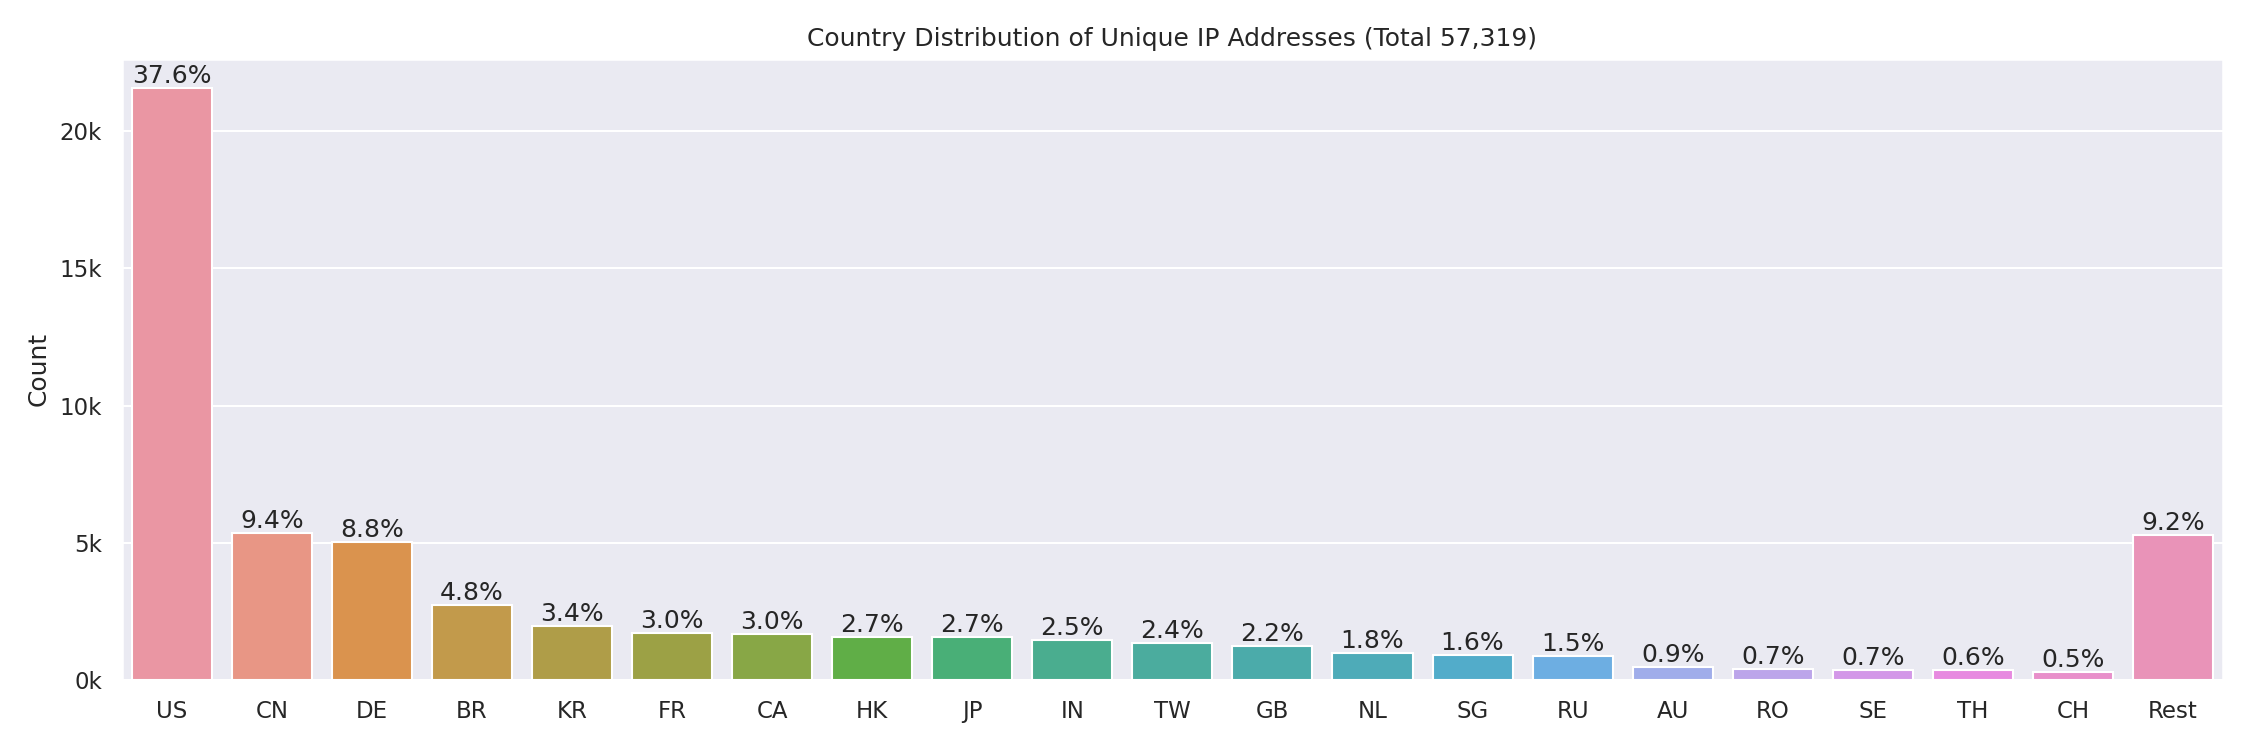 Country Distribution of Unique IP Addresses (Total 57,319)
Count
20k
15k
10k
5k
0k
37.6%
9.4%
8.8%
4.8%
3.4%
3.0%
3.0%
2.7%
2.7%
2.5%
2.4%
2.2%
1.8%
1.6%
1.5%
0.9%
0.7%
0.7%
0.6%
0.5%
9.2%
US CN DE BR KR FR CA HK JP IN TW GB NL SG RU AU RO SE TH CH Rest